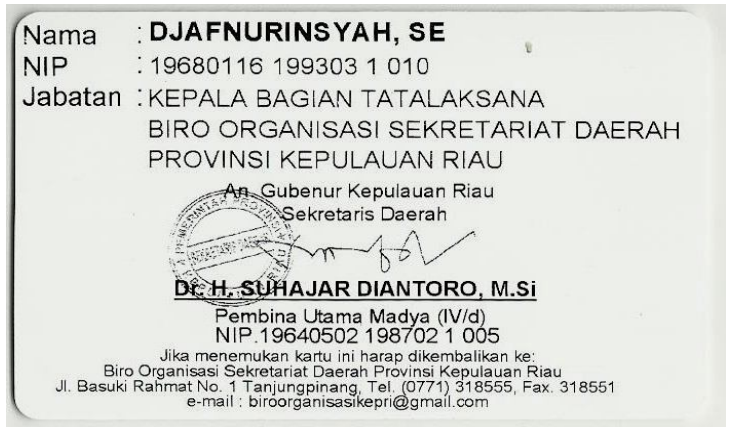 Nama : DJAFNURINSYAH, SE
NIP : 19680116 199303 1 010
Jabatan : KEPALA BAGIAN TATALAKSANA
BIRO ORGANISASI SEKRETARIAT DAERAH
PROVINSI KEPULAUAN RIAU
An. Gubenur Kepulauan Riau
Sekretaris Daerah
Dr. H. SUHAJAR DIANTORO, M.Si
Pembina Utama Madya (IV/d)
NIP.19640502 198702 1 005
Jika menemukan kartu ini harap dikembalikan ke:
Biro Organisasi Sekretariat Daerah Provinsi Kepulauan Riau
Jl. Basuki Rahmat No. 1 Tanjungpinang, Tel. (0771) 318555, Fax. 318551
e-mail : biroorganisasikepri@gmail.com